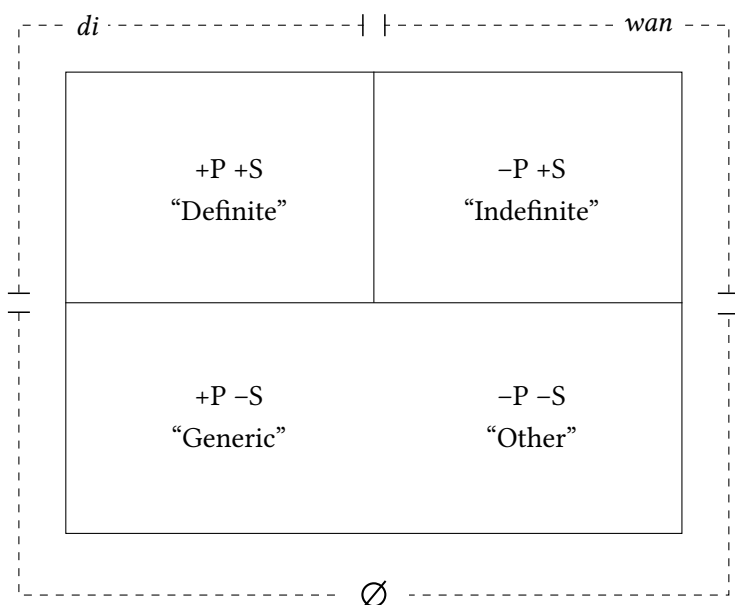 di wan
+P +S −P +S
“Definite” “Indefinite”
+P −S −P −S
“Generic” “Other”
∅